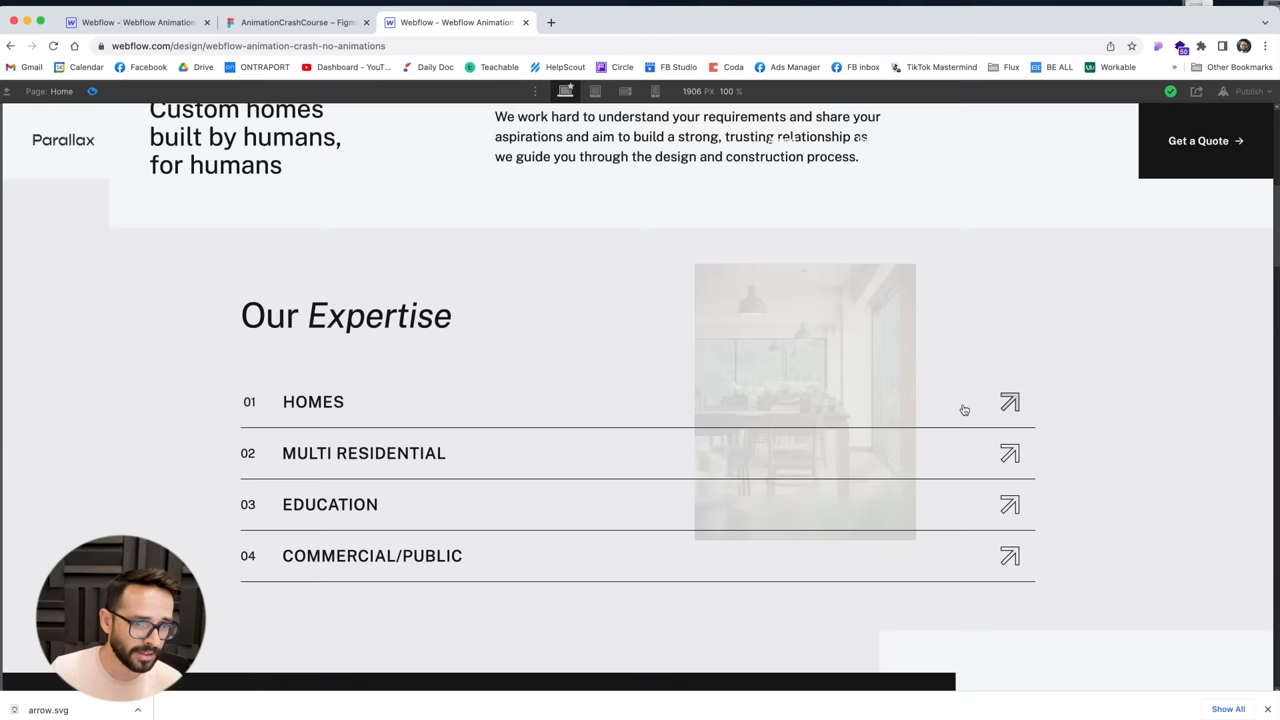 Webflow - Webflow Animation
AnimationCrashCourse – Figm
Webflow - Webflow Animation
webflow.com/design/webflow-animation-crash-no-animations
50
Gmail
Calendar
Facebook
Drive
ONTRAPORT
Dashboard - YouT...
Daily Doc
Teachable
HelpScout
Circle
FB Studio
Coda
Ads Manager
FB inbox
TikTok Mastermind
Flux
BE ALL
Workable
»
Other Bookmarks
Page: Home
1906 PX 100 %
Publish
Parallax
Custom homes
built by humans,
for humans
We work hard to understand your requirements and share your
aspirations and aim to build a strong, trusting relationship as
we guide you through the design and construction process.
Get a Quote →
Our Expertise
01 HOMES
02 MULTI RESIDENTIAL
03 EDUCATION
04 COMMERCIAL/PUBLIC
arrow.svg
Show All